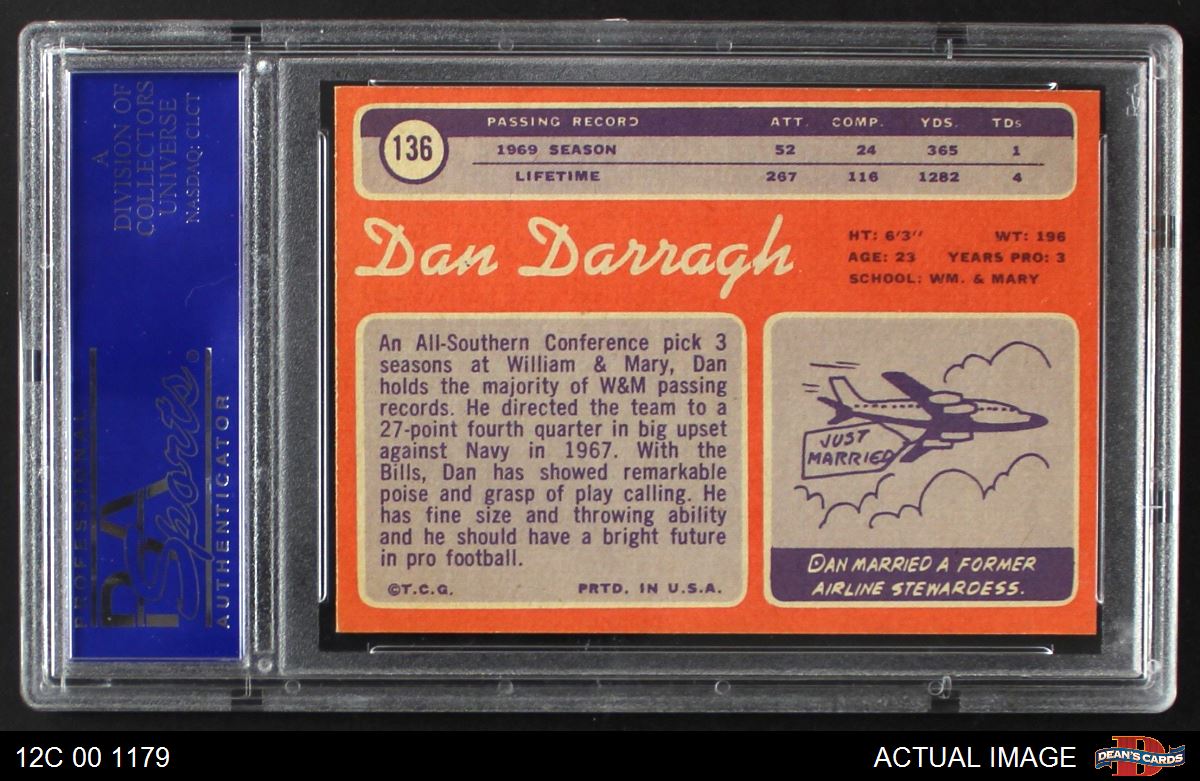 A
DIVISION OF
COLLECTORS
UNIVERSE
NASDAQ: CLCT
PROFESSIONAL
PSA
Sports®
AUTHENTICATOR
136
PASSING RECORD ATT. COMP. YDS. TDs
1969 SEASON 52 24 365 1
LIFETIME 267 116 1282 4
Dan Darragh
HT: 6'3'' WT: 196
AGE: 23 YEARS PRO: 3
SCHOOL: WM. & MARY
An All-Southern Conference pick 3
seasons at William & Mary, Dan
holds the majority of W&M passing
records. He directed the team to a
27-point fourth quarter in big upset
against Navy in 1967. With the
Bills, Dan has showed remarkable
poise and grasp of play calling. He
has fine size and throwing ability
and he should have a bright future
in pro football.
©T.C.G. PRTD. IN U.S.A.
JUST
MARRIED
DAN MARRIED A FORMER
AIRLINE STEWARDESS.
12C 00 1179
ACTUAL IMAGE
DEAN'S CARDS